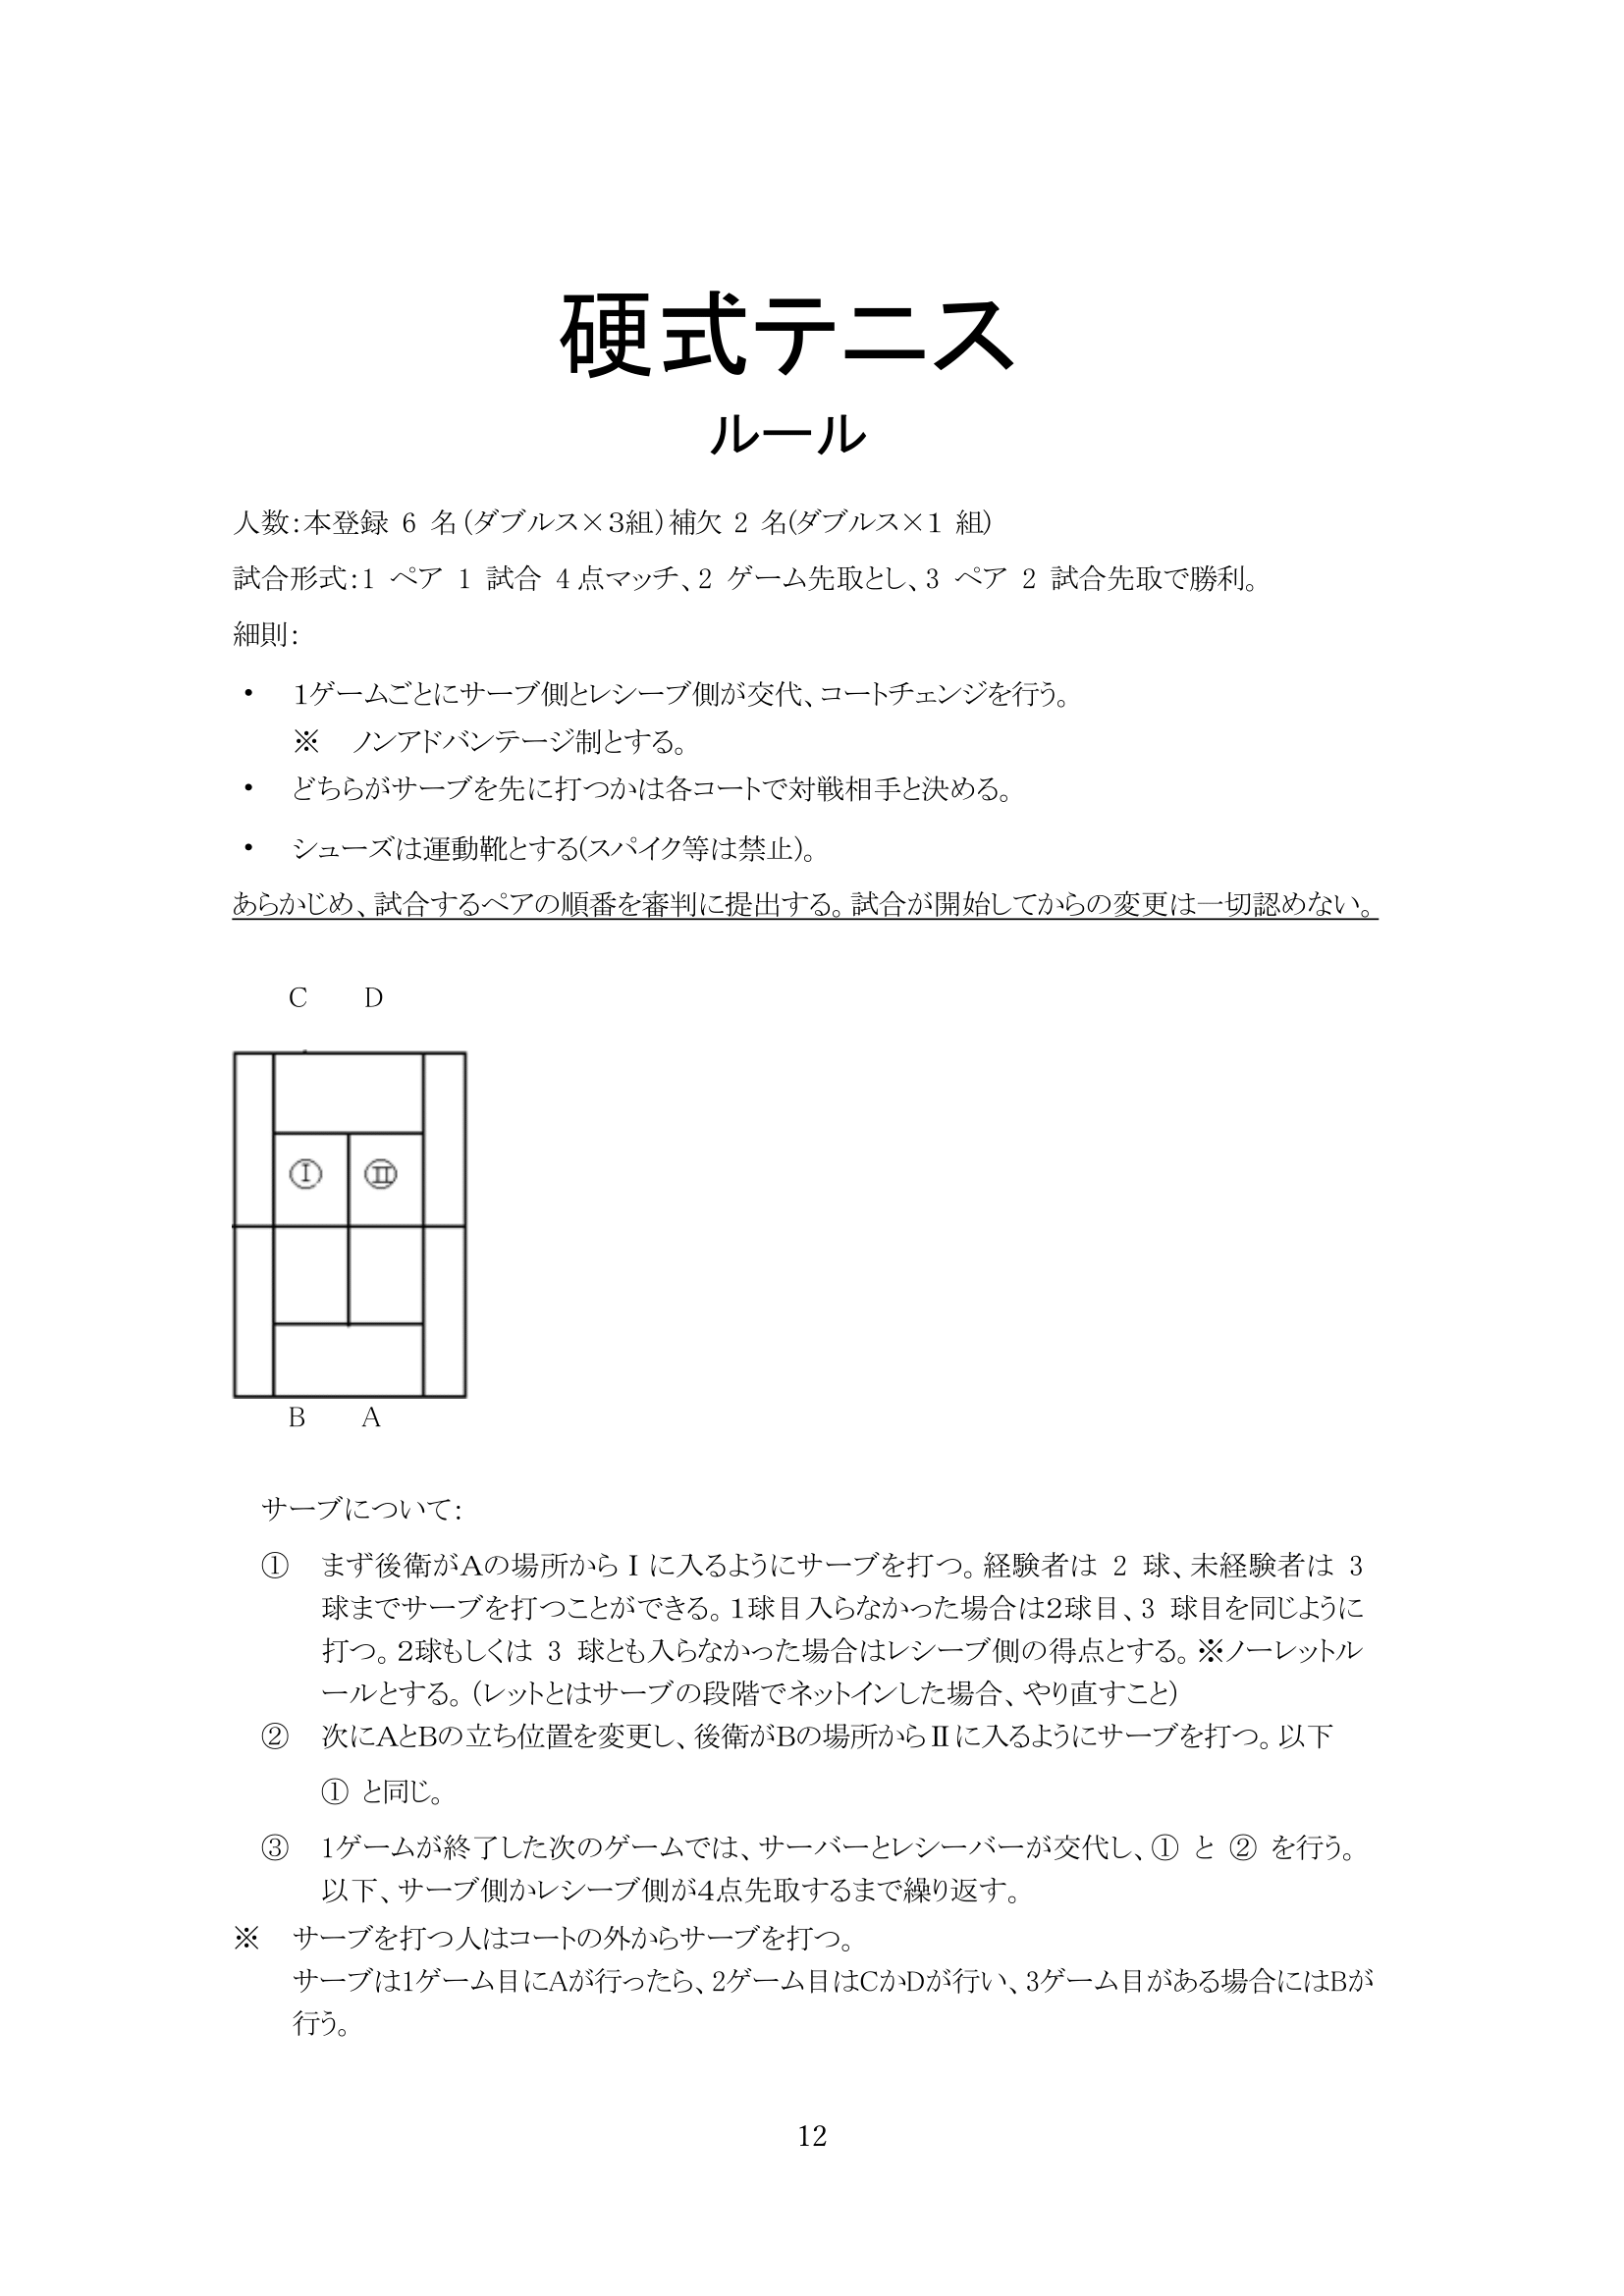 硬式テニス
ルール
人数:本登録 6 名(ダブルス×3組)補欠 2 名(ダブルス×1 組)
試合形式:1 ペア 1 試合 4点マッチ、2 ゲーム先取とし、3 ペア 2 試合先取で勝利。
細則:
・ 1ゲームごとにサーブ側とレシーブ側が交代、コートチェンジを行う。
※ ノンアドバンテージ制とする。
・ どちらがサーブを先に打つかは各コートで対戦相手と決める。
・ シューズは運動靴とする(スパイク等は禁止)。
あらかじめ、試合するペアの順番を審判に提出する。試合が開始してからの変更は一切認めない。
C D
Ⅰ Ⅱ
B A
サーブについて:
① まず後衛がAの場所からⅠに入るようにサーブを打つ。経験者は 2 球、未経験者は 3
球までサーブを打つことができる。1球目入らなかった場合は2球目、3 球目を同じように
打つ。2球もしくは 3 球とも入らなかった場合はレシーブ側の得点とする。※ノーレットル
ールとする。(レットとはサーブの段階でネットインした場合、やり直すこと)
② 次にAとBの立ち位置を変更し、後衛がBの場所からⅡに入るようにサーブを打つ。以下
① と同じ。
③ 1ゲームが終了した次のゲームでは、サーバーとレシーバーが交代し、① と ② を行う。
以下、サーブ側かレシーブ側が4点先取するまで繰り返す。
※ サーブを打つ人はコートの外からサーブを打つ。
サーブは1ゲーム目にAが行ったら、2ゲーム目はCかDが行い、3ゲーム目がある場合にはBが
行う。
12